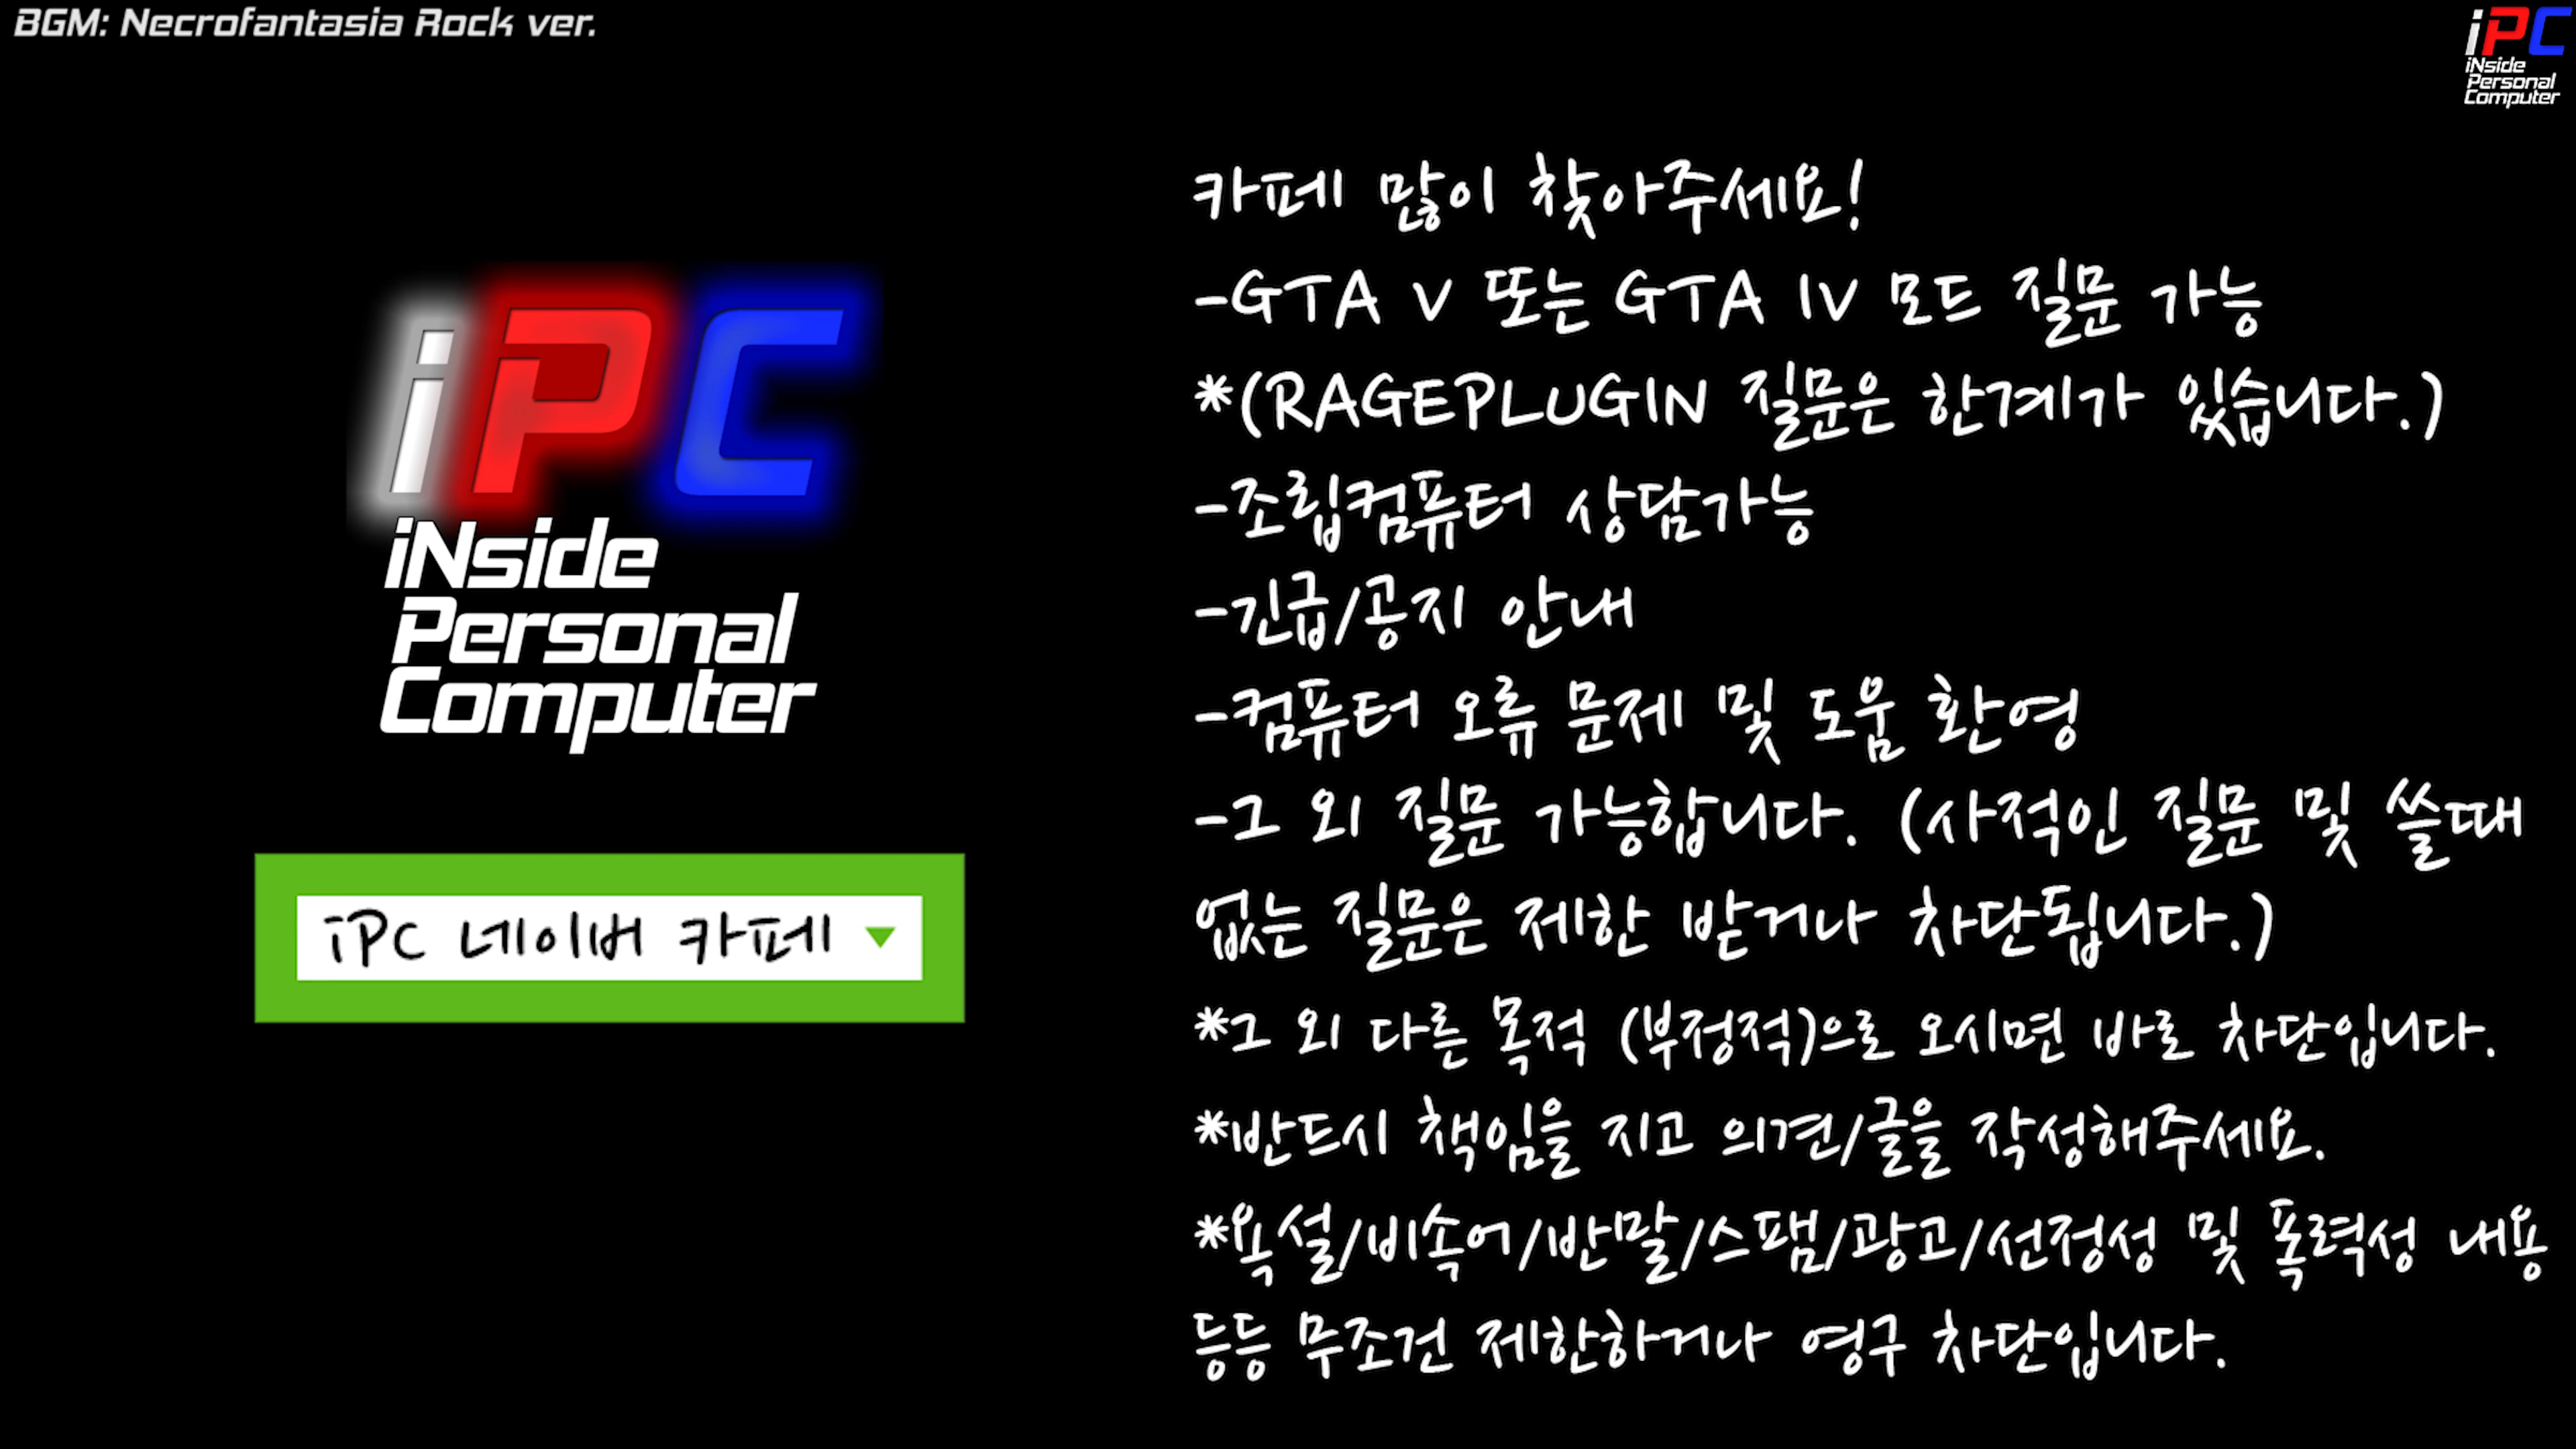 BGM: Necrofantasia Rock ver.
iPC
iNside
Personal
Computer
iPC
iNside
Personal
Computer
iPC 네이버 카페
카페 많이 찾아주세요!
-GTA V 또는 GTA IV 모드 질문 가능
*(RAGEPLUGIN 질문은 한계가 있습니다.)
-조립컴퓨터 상담가능
-긴급/공지 안내
-컴퓨터 오류 문제 및 도움 환영
-그 외 질문 가능합니다. (사적인 질문 및 쓸때
없는 질문은 제한 받거나 차단됩니다.)
*그 외 다른 목적 (부정적)으로 오시면 바로 차단입니다.
*반드시 책임을 지고 의견/글을 작성해주세요.
*욕설/비속어/반말/스팸/광고/선정성 및 폭력성 내용
등등 무조건 제한하거나 영구 차단입니다.